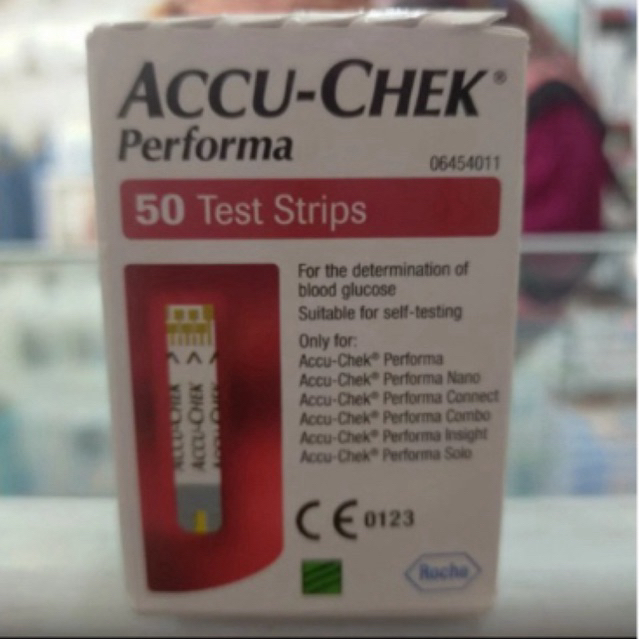 ACCU-CHEK®
Performa
06454011
50 Test Strips
For the determination of
blood glucose
Suitable for self-testing
Only for:
Accu-Chek® Performa
Accu-Chek® Performa Nano
Accu-Chek® Performa Connect
Accu-Chek® Performa Combo
Accu-Chek® Performa Insight
Accu-Chek® Performa Solo
ACCU-CHEK
ACCU-CHEK
ACCU-CHEK
CE 0123
Roche